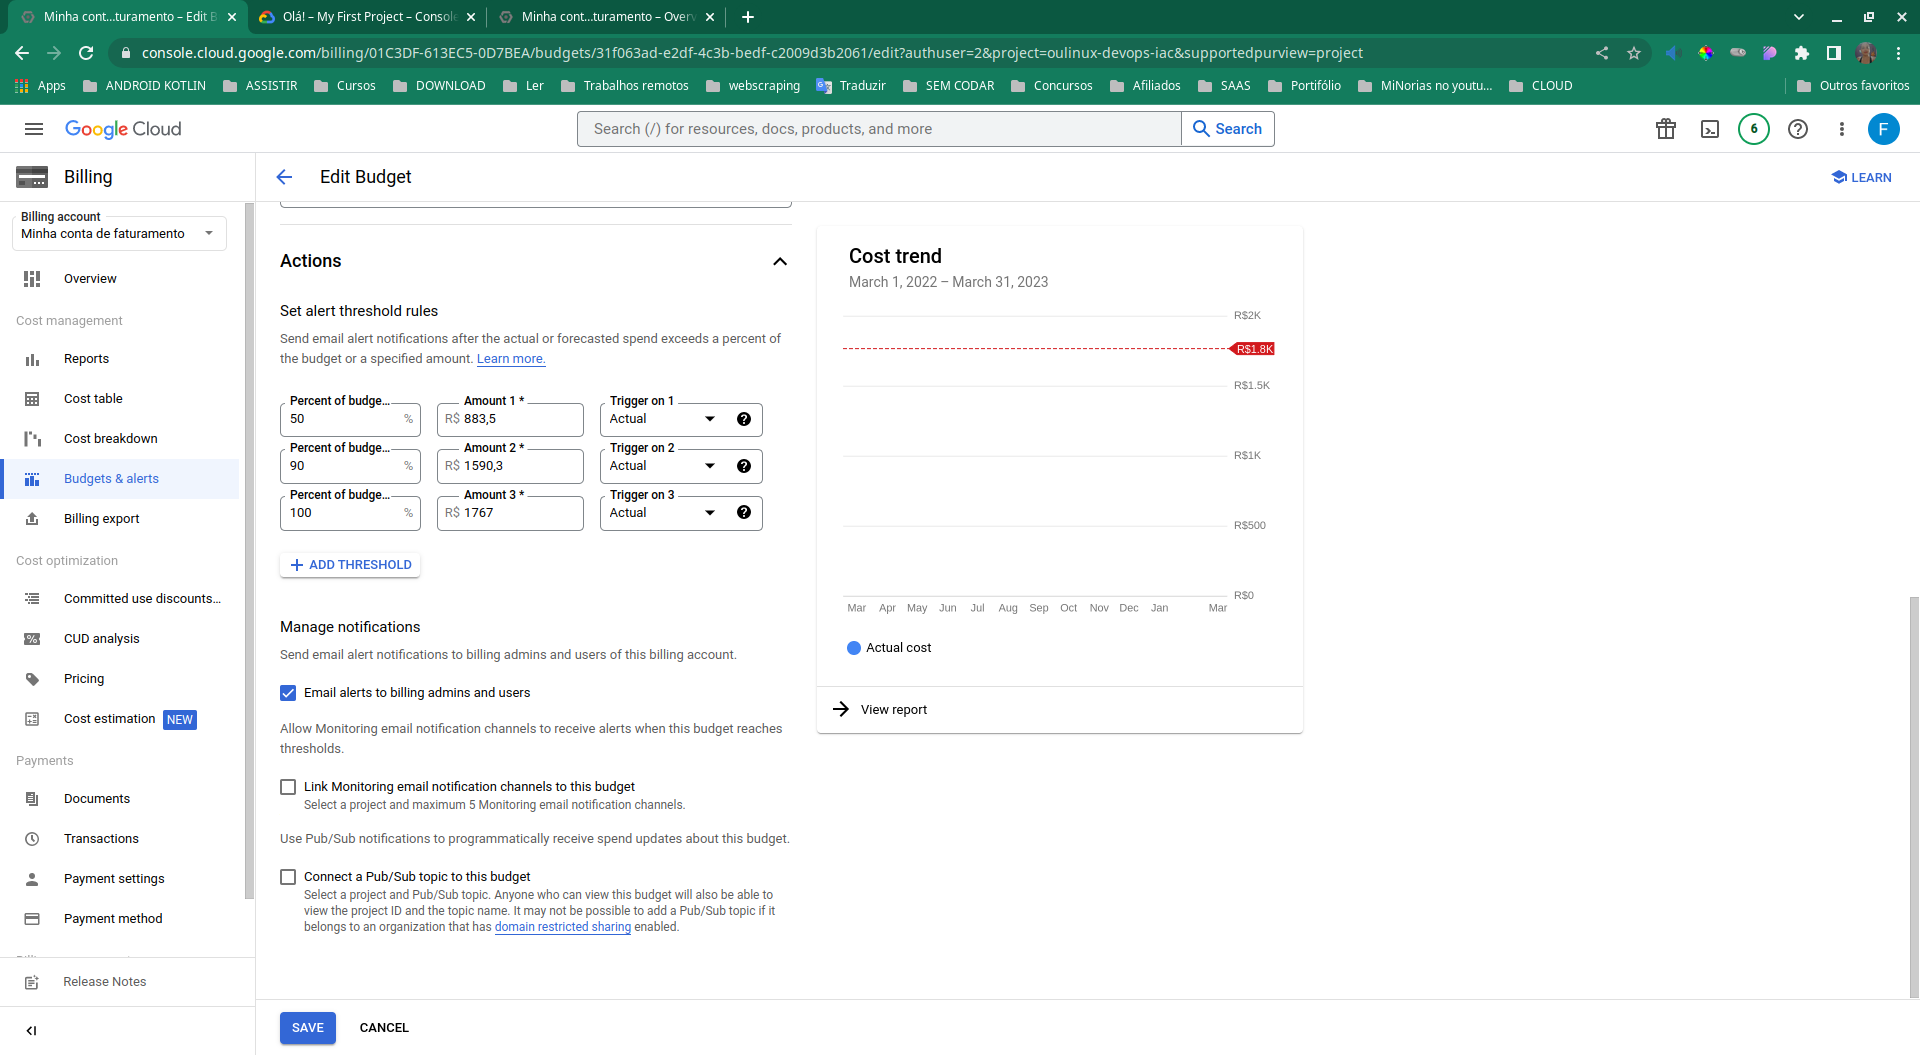 Minha cont...turamento – Edit B
Olá! – My First Project – Console
Minha cont...turamento – Overv
console.cloud.google.com/billing/01C3DF-613EC5-0D7BEA/budgets/31f063ad-e2df-4c3b-bedf-c2009d3b2061/edit?authuser=2&project=oulinux-devops-iac&supportedpurview=project
Apps
ANDROID KOTLIN
ASSISTIR
Cursos
DOWNLOAD
Ler
Trabalhos remotos
webscraping
Traduzir
SEM CODAR
Concursos
Afiliados
SAAS
Portifólio
MiNorias no youtu...
CLOUD
Outros favoritos
Google Cloud
Search (/) for resources, docs, products, and more
Search
6
F
Billing
Edit Budget
LEARN
Billing account
Minha conta de faturamento
Overview
Cost management
Reports
Cost table
Cost breakdown
Budgets & alerts
Billing export
Cost optimization
Committed use discounts...
CUD analysis
Pricing
Cost estimation NEW
Payments
Documents
Transactions
Payment settings
Payment method
Release Notes
Actions
Set alert threshold rules
Send email alert notifications after the actual or forecasted spend exceeds a percent of
the budget or a specified amount. Learn more.
Percent of budge... Amount 1 * Trigger on 1
50 % R$ 883,5 Actual
Percent of budge... Amount 2 * Trigger on 2
90 % R$ 1590,3 Actual
Percent of budge... Amount 3 * Trigger on 3
100 % R$ 1767 Actual
ADD THRESHOLD
Manage notifications
Send email alert notifications to billing admins and users of this billing account.
Email alerts to billing admins and users
Allow Monitoring email notification channels to receive alerts when this budget reaches
thresholds.
Link Monitoring email notification channels to this budget
Select a project and maximum 5 Monitoring email notification channels.
Use Pub/Sub notifications to programmatically receive spend updates about this budget.
Connect a Pub/Sub topic to this budget
Select a project and Pub/Sub topic. Anyone who can view this budget will also be able to
view the project ID and the topic name. It may not be possible to add a Pub/Sub topic if it
belongs to an organization that has domain restricted sharing enabled.
SAVE
CANCEL
Cost trend
March 1, 2022 – March 31, 2023
R$2K
R$1.8K
R$1.5K
R$1K
R$500
R$0
Mar Apr May Jun Jul Aug Sep Oct Nov Dec Jan Mar
Actual cost
View report